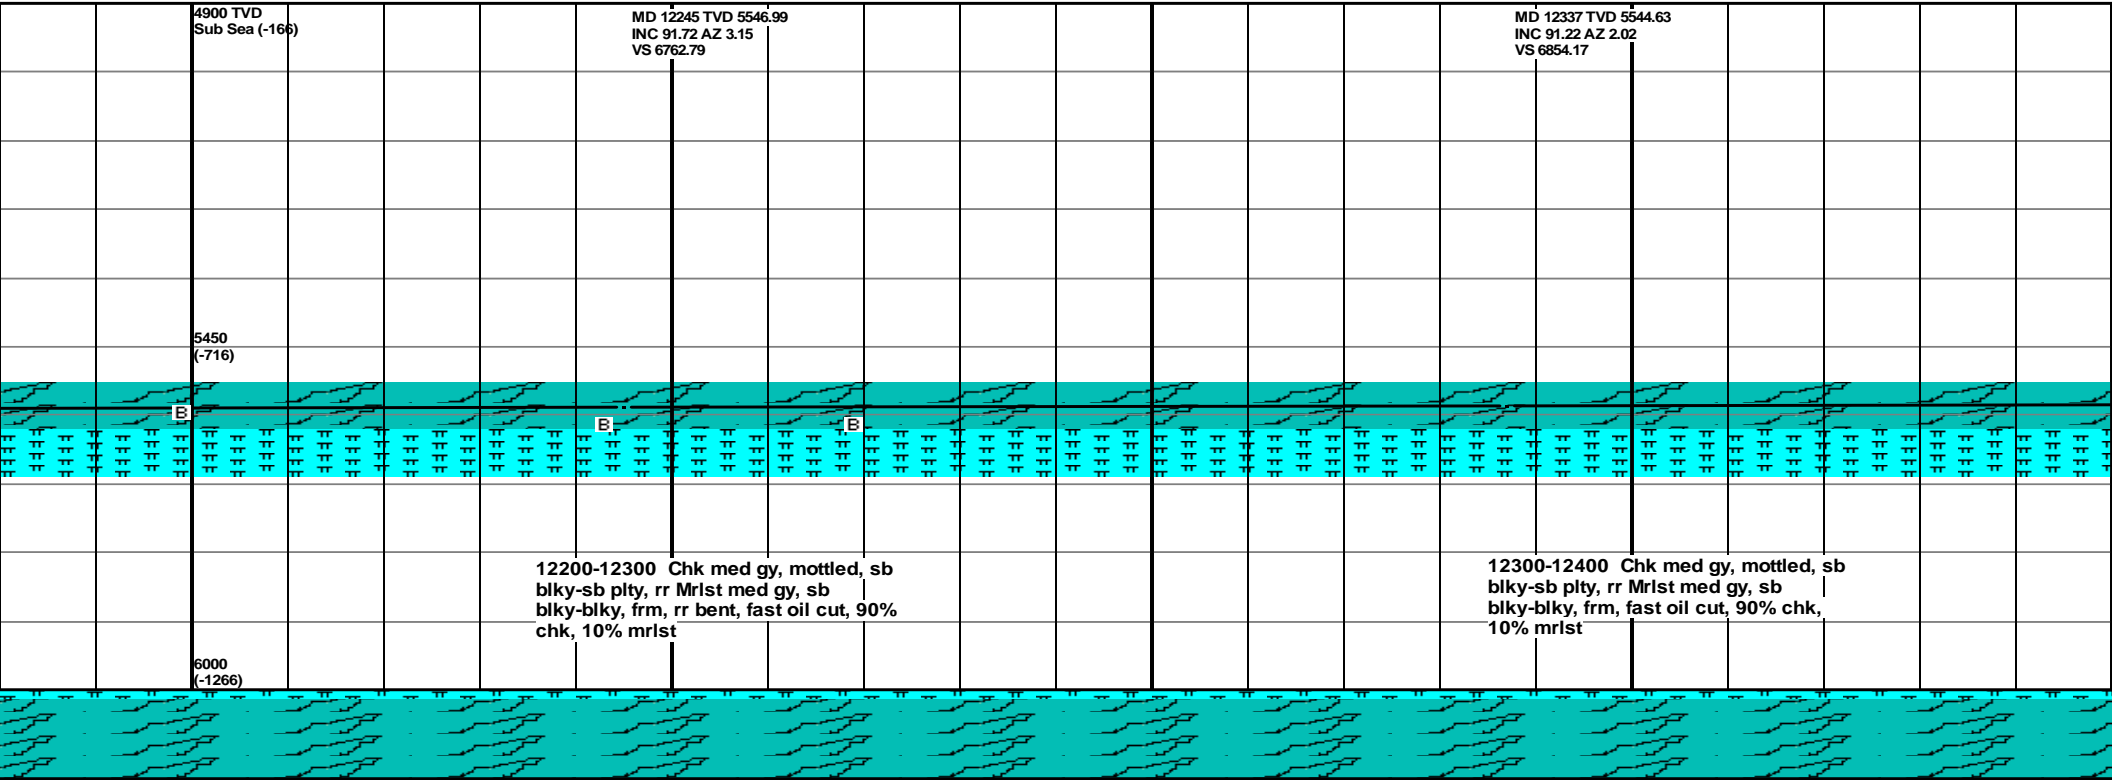 4900 TVD
Sub Sea (-166)
MD 12245 TVD 5546.99
INC 91.72 AZ 3.15
VS 6762.79
MD 12337 TVD 5544.63
INC 91.22 AZ 2.02
VS 6854.17
5450
(-716)
B
B
B
12200-12300 Chk med gy, mottled, sb
blky-sb plty, rr Mrlst med gy, sb
blky-blky, frm, rr bent, fast oil cut, 90%
chk, 10% mrlst
12300-12400 Chk med gy, mottled, sb
blky-sb plty, rr Mrlst med gy, sb
blky-blky, frm, fast oil cut, 90% chk,
10% mrlst
6000
(-1266)